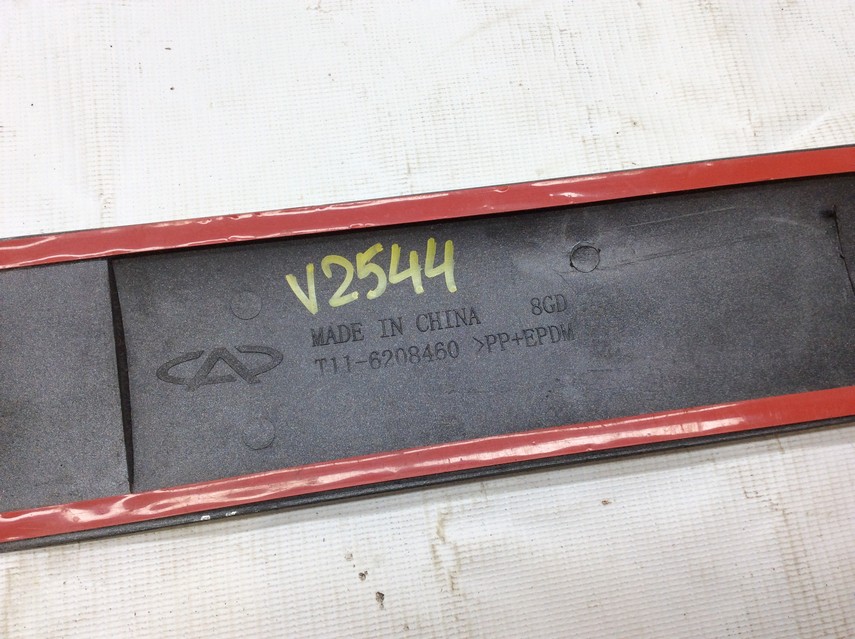 V2544
MADE IN CHINA 8GD
T11-6208460 >PP+EPDM